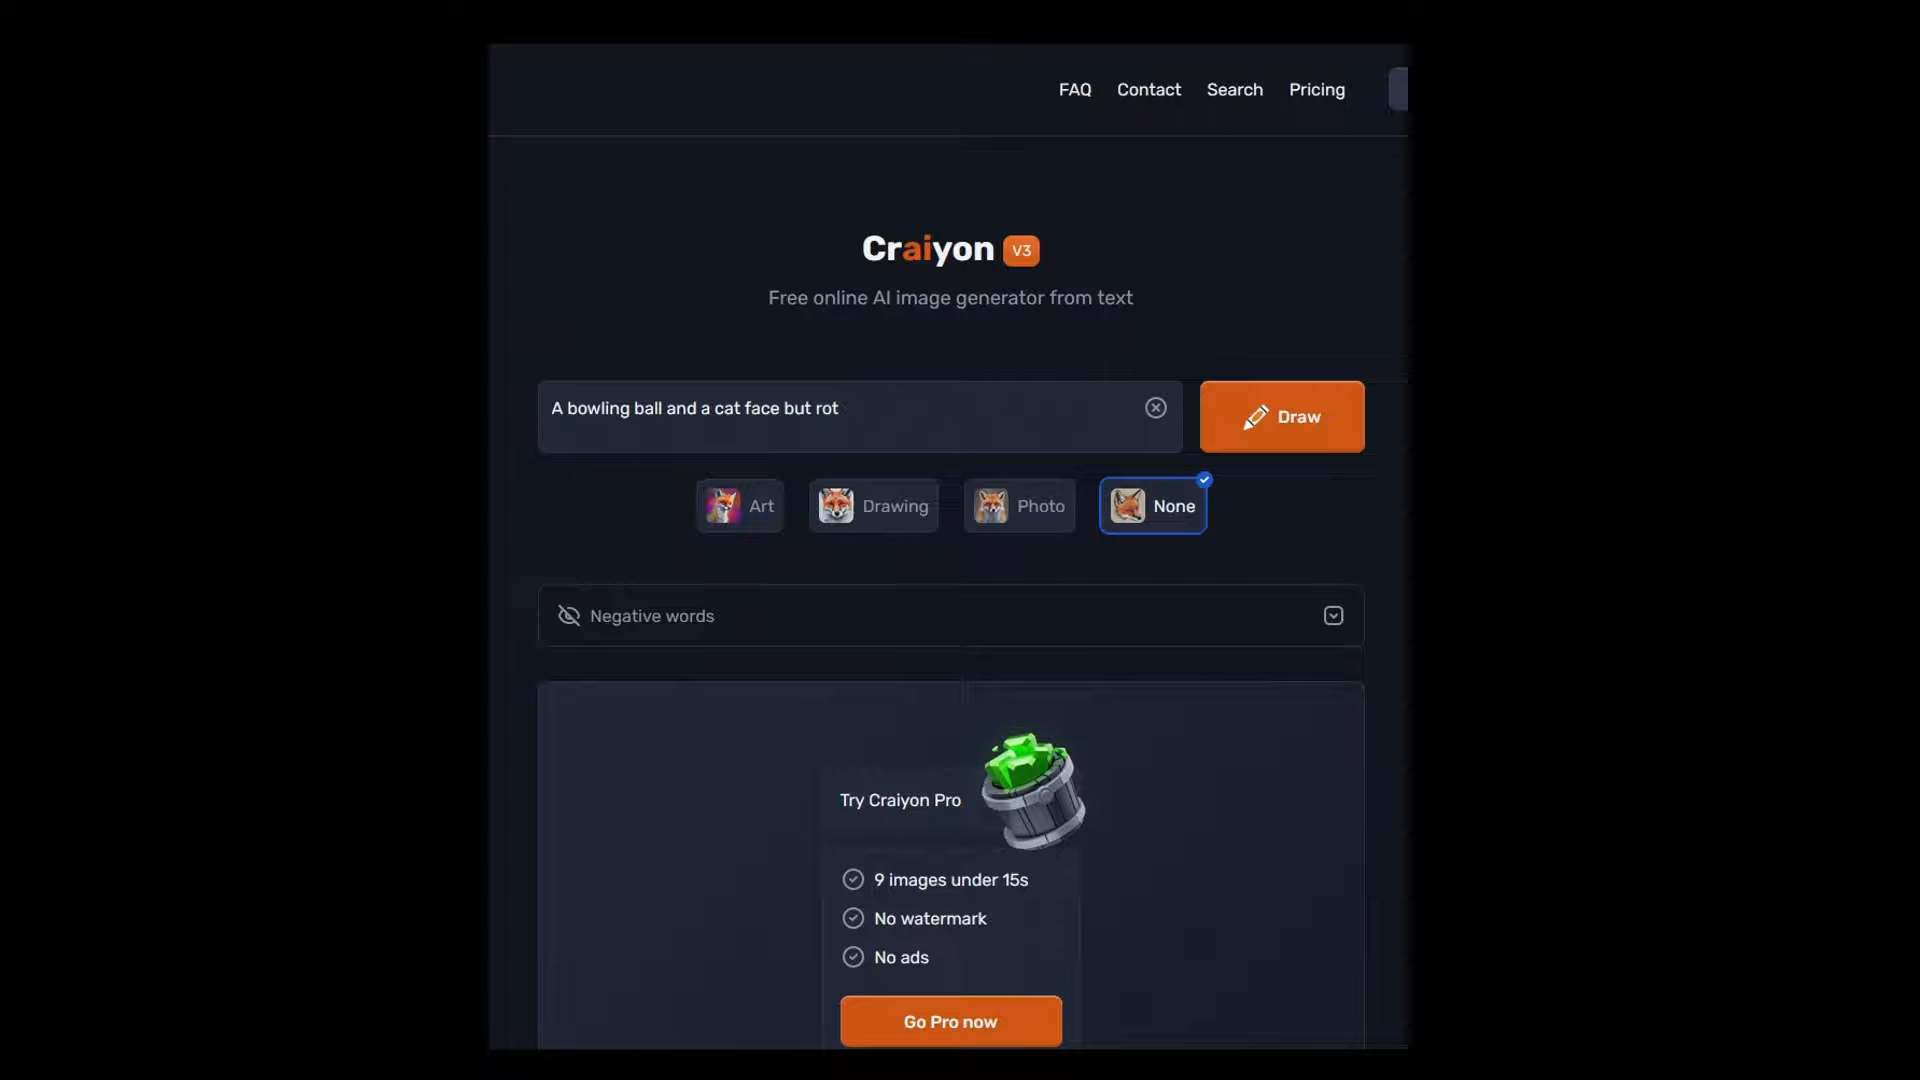 FAQ Contact Search Pricing
Craiyon V3
Free online AI image generator from text
A bowling ball and a cat face but rot
Draw
Art Drawing Photo None
Negative words
Try Craiyon Pro
9 images under 15s
No watermark
No ads
Go Pro now